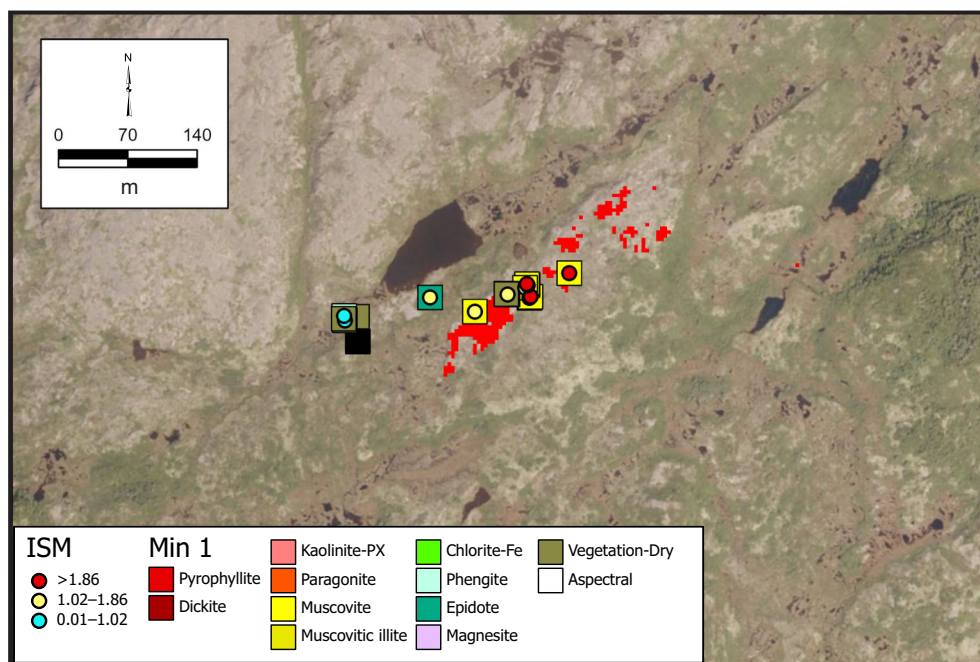 N
0 70 140
m
ISM
>1.86
1.02–1.86
0.01–1.02
Min 1
Pyrophyllite
Dickite
Kaolinite-PX
Paragonite
Muscovite
Muscovitic illite
Chlorite-Fe
Phengite
Epidote
Magnesite
Vegetation-Dry
Aspectral